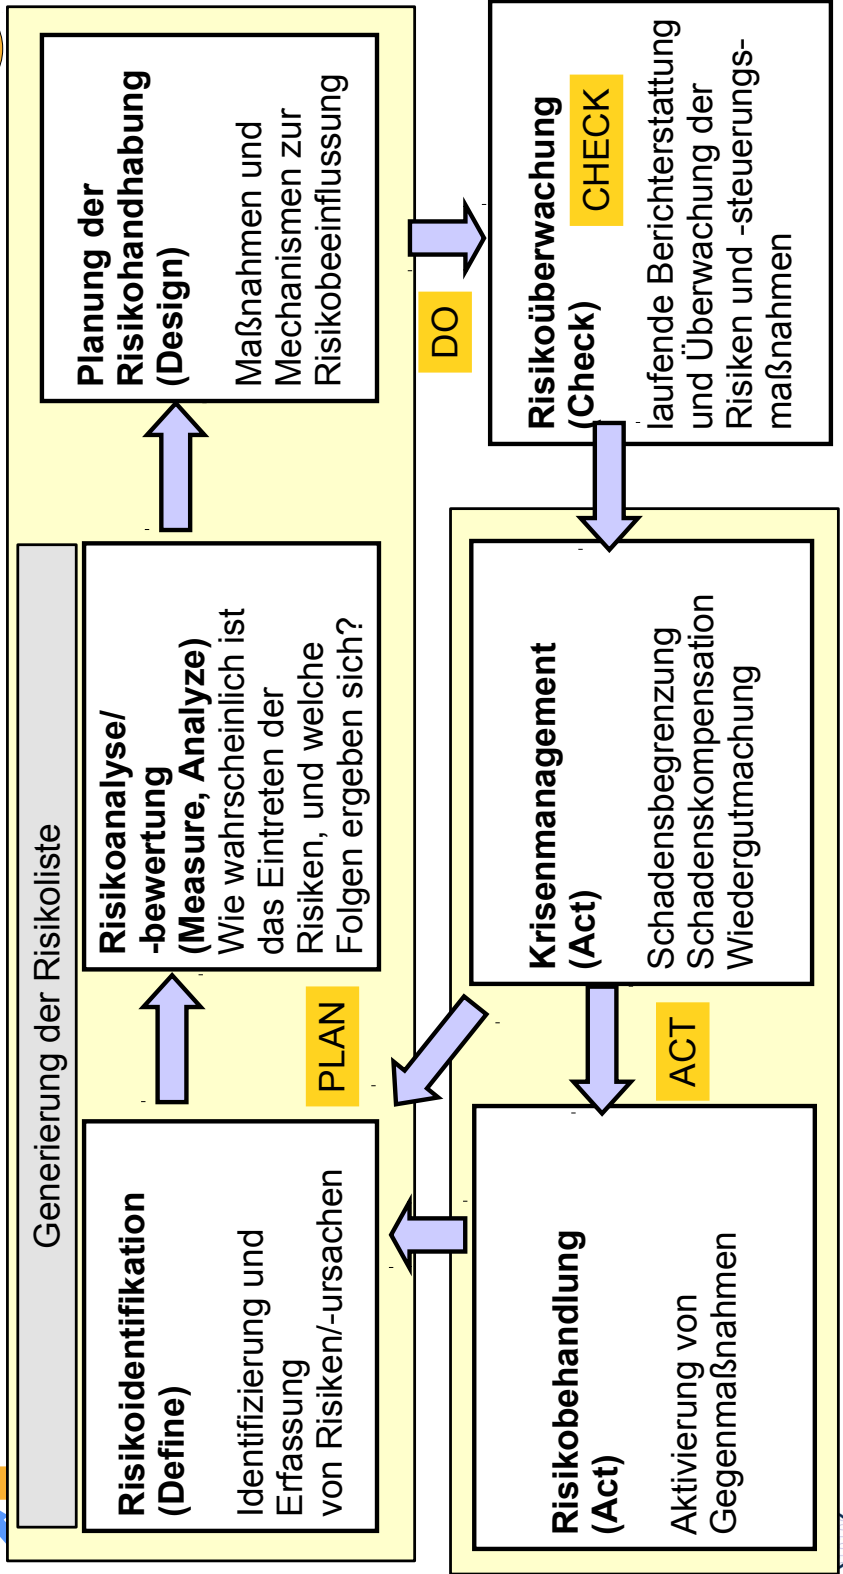 Generierung der Risikoliste
Risikoidentifikation
(Define)
Identifizierung und
Erfassung
von Risiken/-ursachen
Risikoanalyse/
-bewertung
(Measure, Analyze)
Wie wahrscheinlich ist
das Eintreten der
Risiken, und welche
Folgen ergeben sich?
Planung der
Risikohandhabung
(Design)
Maßnahmen und
Mechanismen zur
Risikobeeinflussung
PLAN
DO
Risikobehandlung
(Act)
Aktivierung von
Gegenmaßnahmen
ACT
Krisenmanagement
(Act)
Schadensbegrenzung
Schadenskompensation
Wiedergutmachung
Risikoüberwachung
(Check)
CHECK
laufende Berichterstattung
und Überwachung der
Risiken und -steuerungs-
maßnahmen